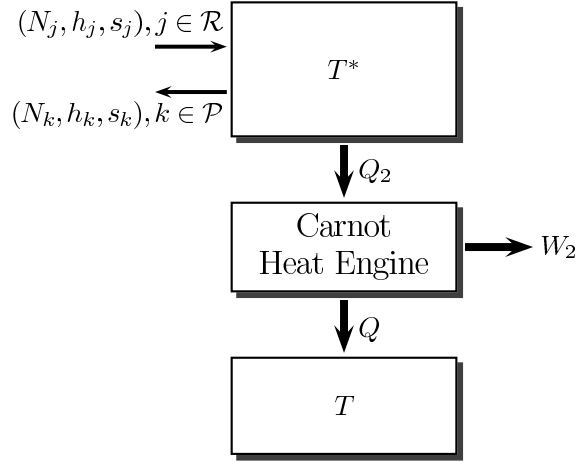 (N_j, h_j, s_j), j ∈ ℛ
T*
(N_k, h_k, s_k), k ∈ 𝒫
Q_2
Carnot
Heat Engine
W_2
Q
T